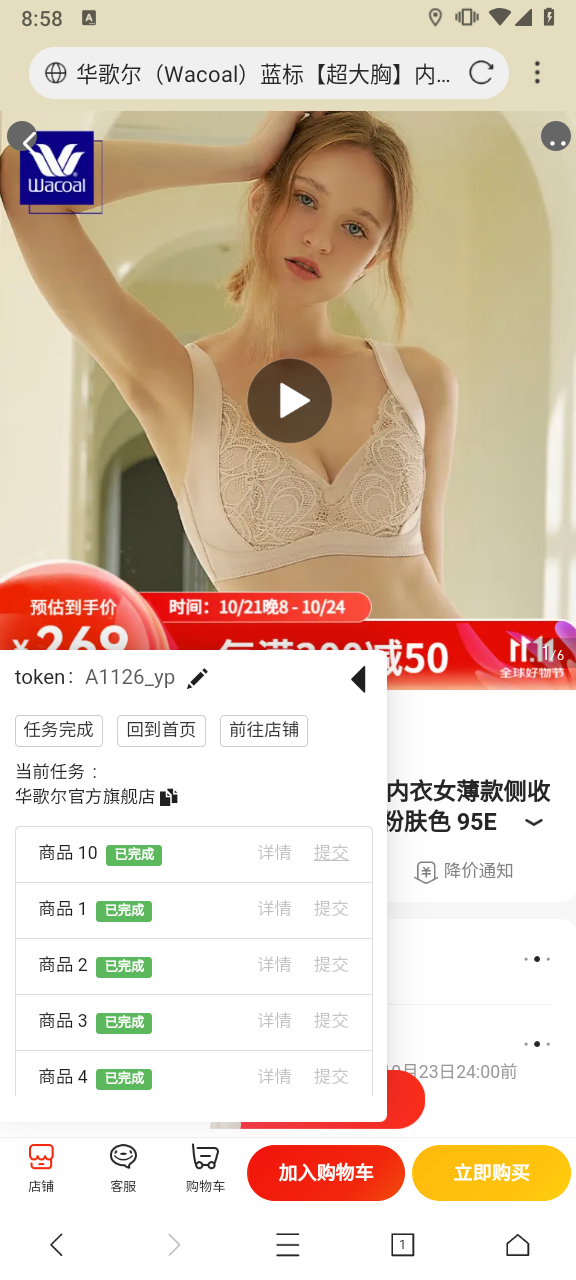 8:58
华歌尔（Wacoal）蓝标【超大胸】内...
Wacoal
预估到手价
时间：10/21晚8 - 10/24
¥269
减50
11.11
1/6
全球好物节
token： A1126_yp
任务完成
回到首页
前往店铺
当前任务 ：
华歌尔官方旗舰店
内衣女薄款侧收
粉肤色 95E
商品 10 已完成 详情 提交
降价通知
商品 1 已完成 详情 提交
商品 2 已完成 详情 提交
商品 3 已完成 详情 提交
商品 4 已完成 详情 提交
月23日24:00前
店铺
客服
购物车
加入购物车
立即购买
1